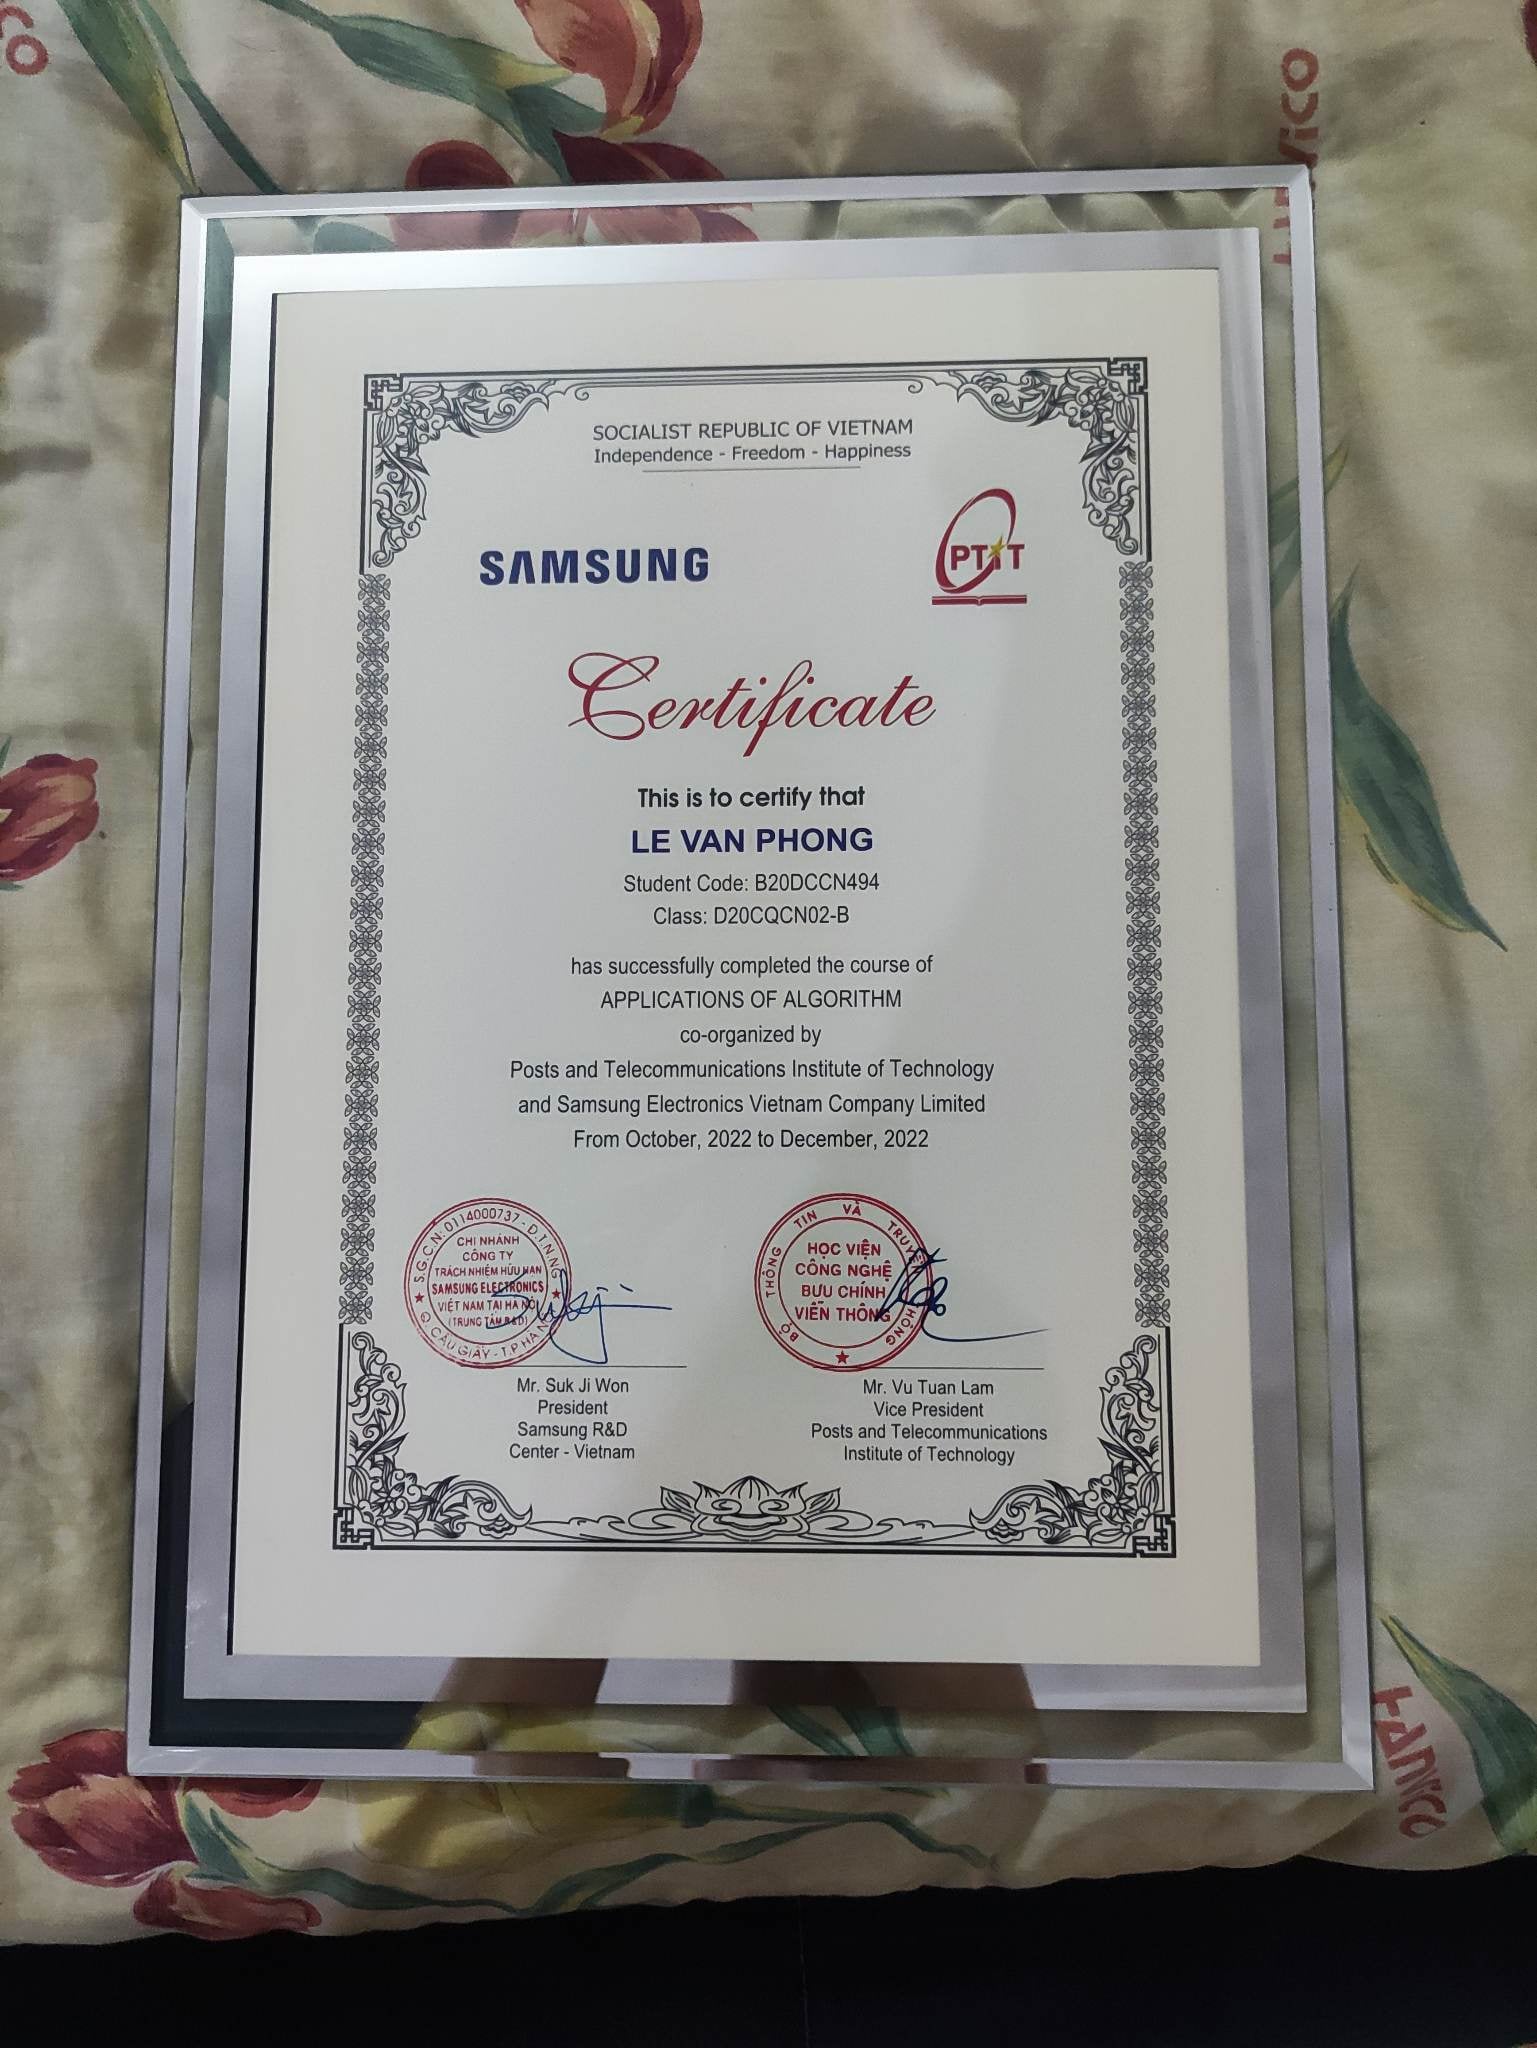 SOCIALIST REPUBLIC OF VIETNAM
Independence - Freedom - Happiness
SAMSUNG
PTIT
Certificate
This is to certify that
LE VAN PHONG
Student Code: B20DCCN494
Class: D20CQCN02-B
has successfully completed the course of
APPLICATIONS OF ALGORITHM
co-organized by
Posts and Telecommunications Institute of Technology
and Samsung Electronics Vietnam Company Limited
From October, 2022 to December, 2022
S.G.C.N: 0114000737 - D.T.N.NG
CHI NHÁNH
CÔNG TY
TRÁCH NHIỆM HỮU HẠN
SAMSUNG ELECTRONICS
VIỆT NAM TẠI HÀ NỘI
(TRUNG TÂM R&D)
Q. CẦU GIẤY - T.P HÀ
BỘ THÔNG TIN VÀ TRUYỀN THÔNG
HỌC VIỆN
CÔNG NGHỆ
BƯU CHÍNH
VIỄN THÔNG
Mr. Suk Ji Won
President
Samsung R&D
Center - Vietnam
Mr. Vu Tuan Lam
Vice President
Posts and Telecommunications
Institute of Technology
HANVICO